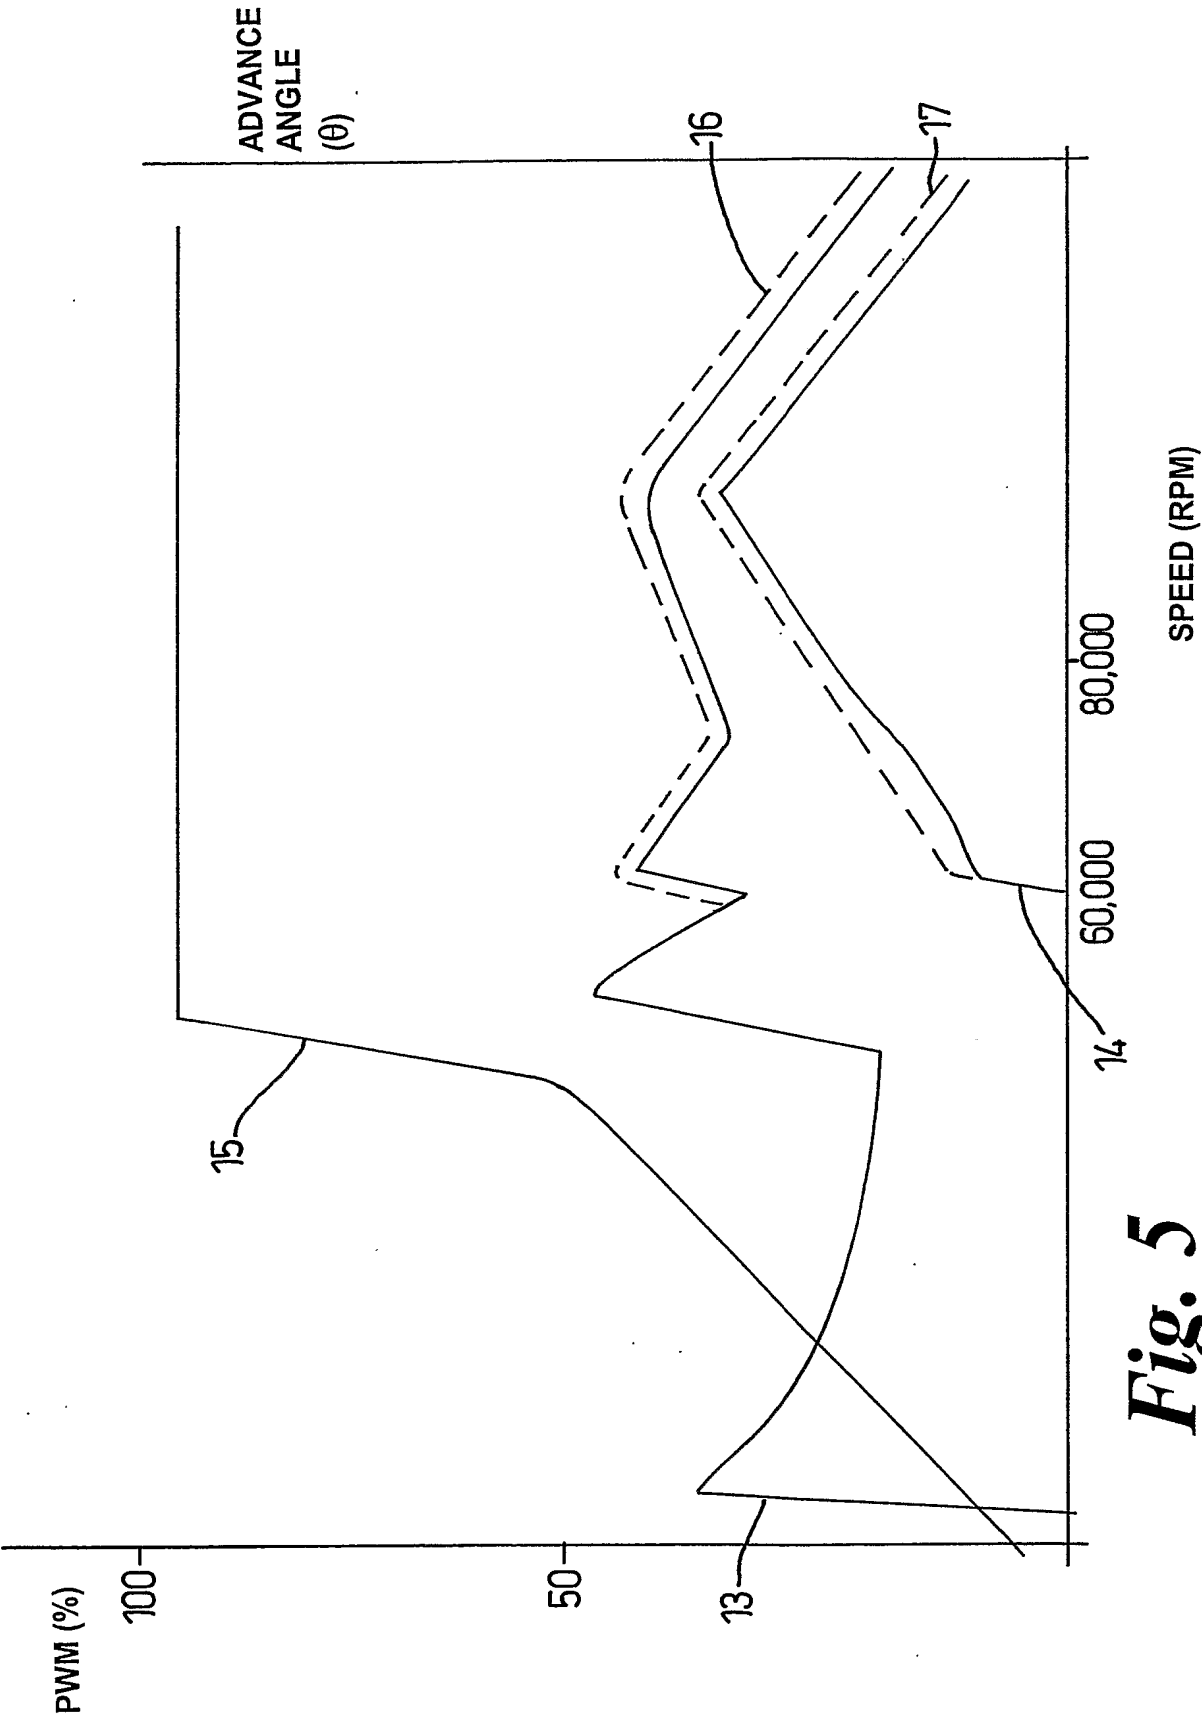 PWM (%)
100
50
ADVANCE
ANGLE
(θ)
13
14
15
16
17
60,000
80,000
SPEED (RPM)
Fig. 5